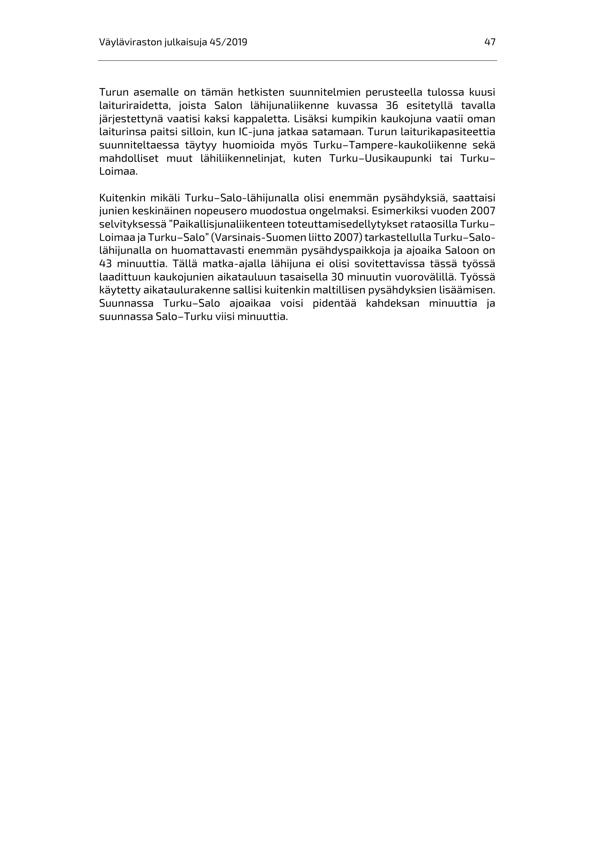 Väyläviraston julkaisuja 45/2019 47
Turun asemalle on tämän hetkisten suunnitelmien perusteella tulossa kuusi
laituriraidetta, joista Salon lähijunaliikenne kuvassa 36 esitetyllä tavalla
järjestettynä vaatisi kaksi kappaletta. Lisäksi kumpikin kaukojuna vaatii oman
laiturinsa paitsi silloin, kun IC-juna jatkaa satamaan. Turun laiturikapasiteettia
suunniteltaessa täytyy huomioida myös Turku–Tampere-kaukoliikenne sekä
mahdolliset muut lähiliikennelinjat, kuten Turku–Uusikaupunki tai Turku–
Loimaa.
Kuitenkin mikäli Turku–Salo-lähijunalla olisi enemmän pysähdyksiä, saattaisi
junien keskinäinen nopeusero muodostua ongelmaksi. Esimerkiksi vuoden 2007
selvityksessä "Paikallisjunaliikenteen toteuttamisedellytykset rataosilla Turku–
Loimaa ja Turku–Salo" (Varsinais-Suomen liitto 2007) tarkastellulla Turku–Salo-
lähijunalla on huomattavasti enemmän pysähdyspaikkoja ja ajoaika Saloon on
43 minuuttia. Tällä matka-ajalla lähijuna ei olisi sovitettavissa tässä työssä
laadittuun kaukojunien aikatauluun tasaisella 30 minuutin vuorovälillä. Työssä
käytetty aikataulurakenne sallisi kuitenkin maltillisen pysähdyksien lisäämisen.
Suunnassa Turku–Salo ajoaikaa voisi pidentää kahdeksan minuuttia ja
suunnassa Salo–Turku viisi minuuttia.